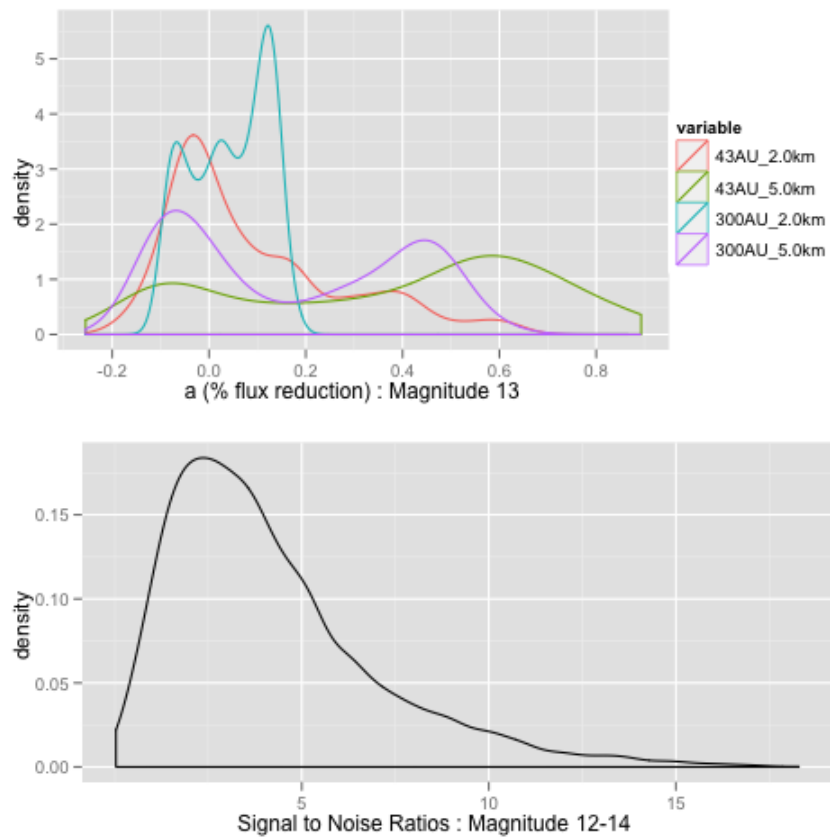 5
4
3
2
1
0
density
-0.2 0.0 0.2 0.4 0.6 0.8
a (% flux reduction) : Magnitude 13
variable
43AU_2.0km
43AU_5.0km
300AU_2.0km
300AU_5.0km
0.15
0.10
0.05
0.00
density
5 10 15
Signal to Noise Ratios : Magnitude 12-14